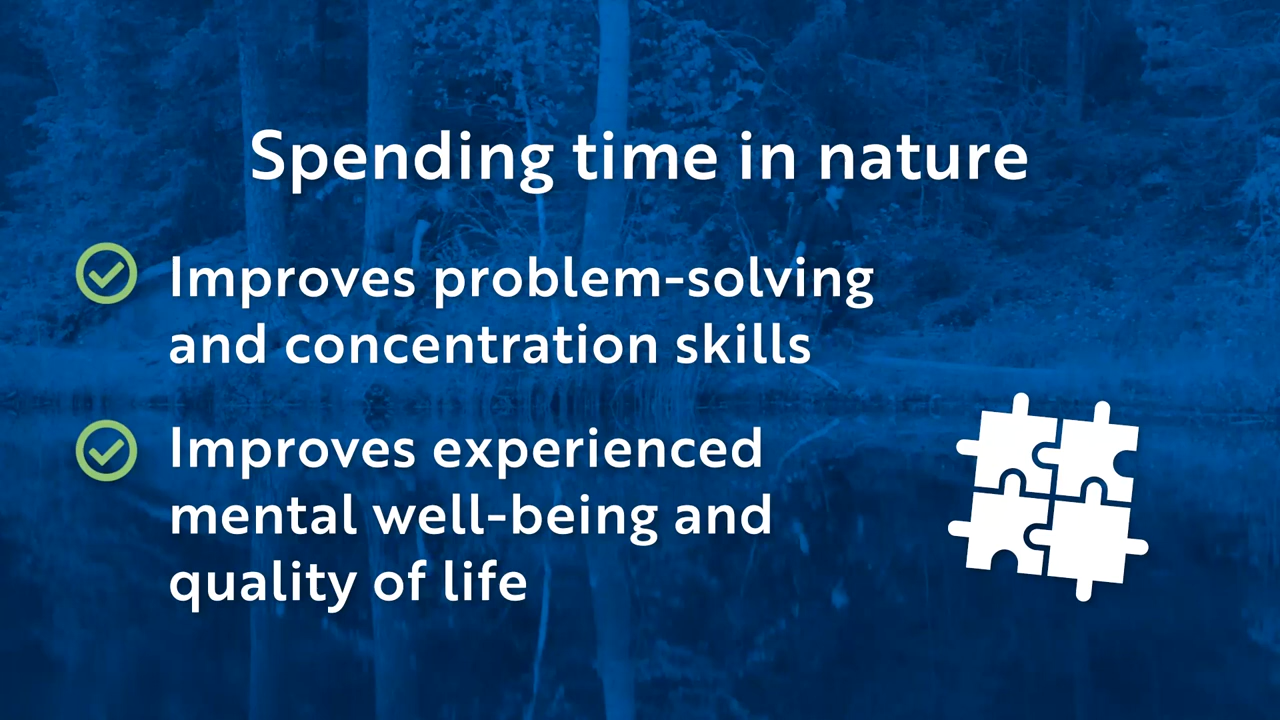 Spending time in nature
Improves problem-solving
and concentration skills
Improves experienced
mental well-being and
quality of life